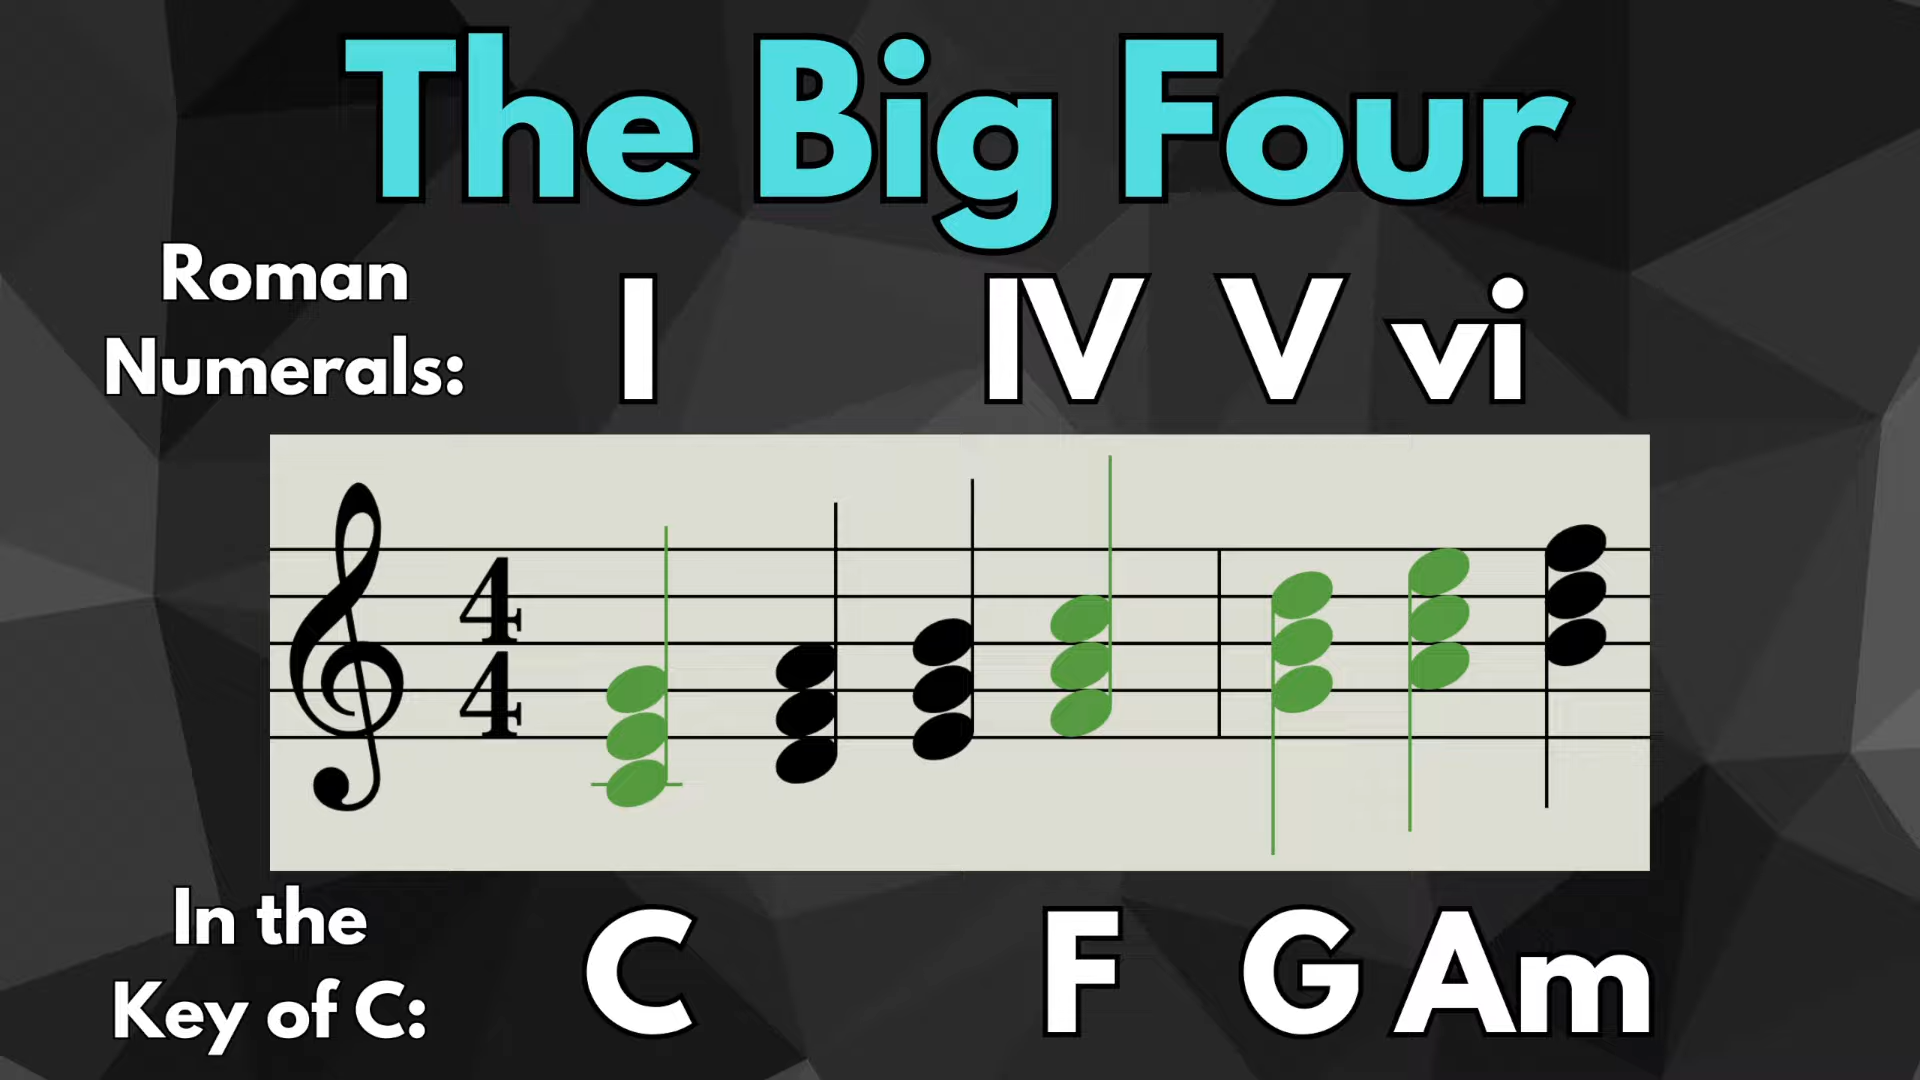 The Big Four
Roman
Numerals:
I IV V vi
4
4
In the
Key of C:
C F G Am